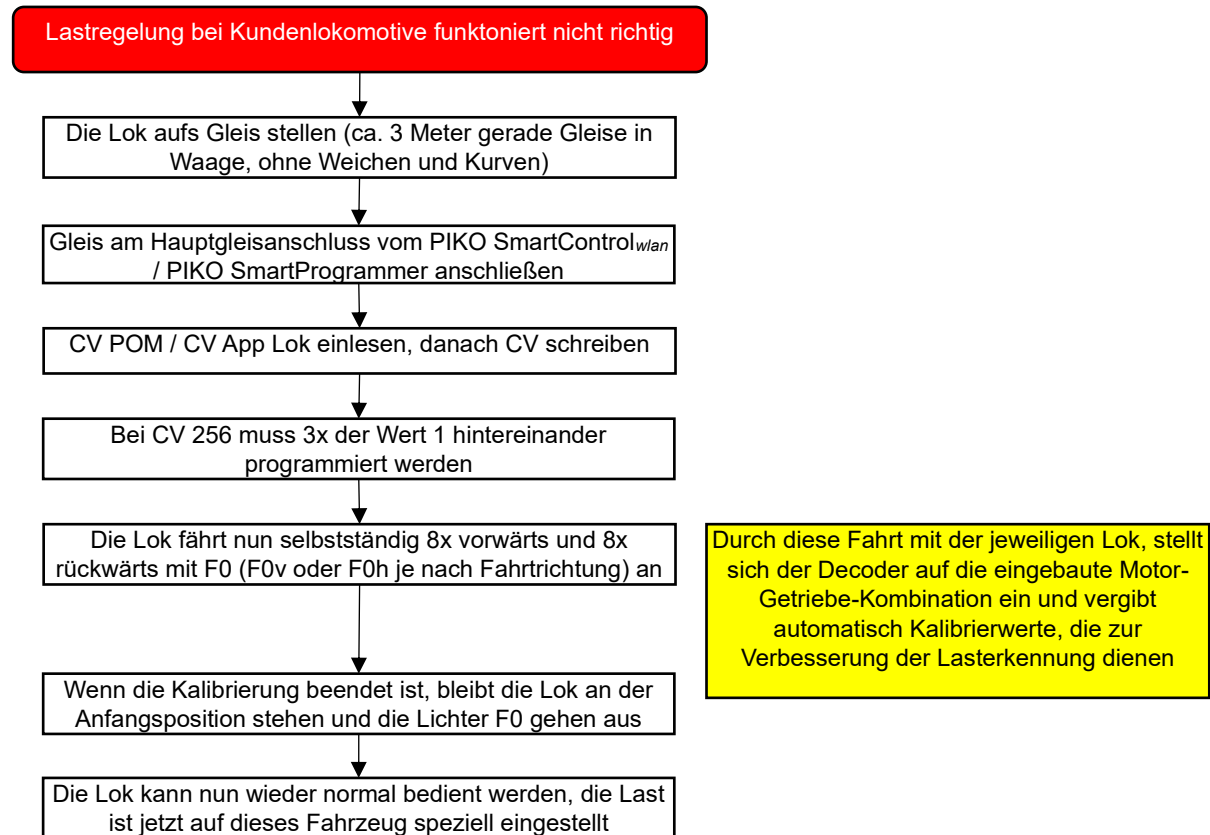 Lastregelung bei Kundenlokomotive funktoniert nicht richtig
Die Lok aufs Gleis stellen (ca. 3 Meter gerade Gleise in
Waage, ohne Weichen und Kurven)
Gleis am Hauptgleisanschluss vom PIKO SmartControlwlan
/ PIKO SmartProgrammer anschließen
CV POM / CV App Lok einlesen, danach CV schreiben
Bei CV 256 muss 3x der Wert 1 hintereinander
programmiert werden
Die Lok fährt nun selbstständig 8x vorwärts und 8x
rückwärts mit F0 (F0v oder F0h je nach Fahrtrichtung) an
Durch diese Fahrt mit der jeweiligen Lok, stellt
sich der Decoder auf die eingebaute Motor-
Getriebe-Kombination ein und vergibt
automatisch Kalibrierwerte, die zur
Verbesserung der Lasterkennung dienen
Wenn die Kalibrierung beendet ist, bleibt die Lok an der
Anfangsposition stehen und die Lichter F0 gehen aus
Die Lok kann nun wieder normal bedient werden, die Last
ist jetzt auf dieses Fahrzeug speziell eingestellt